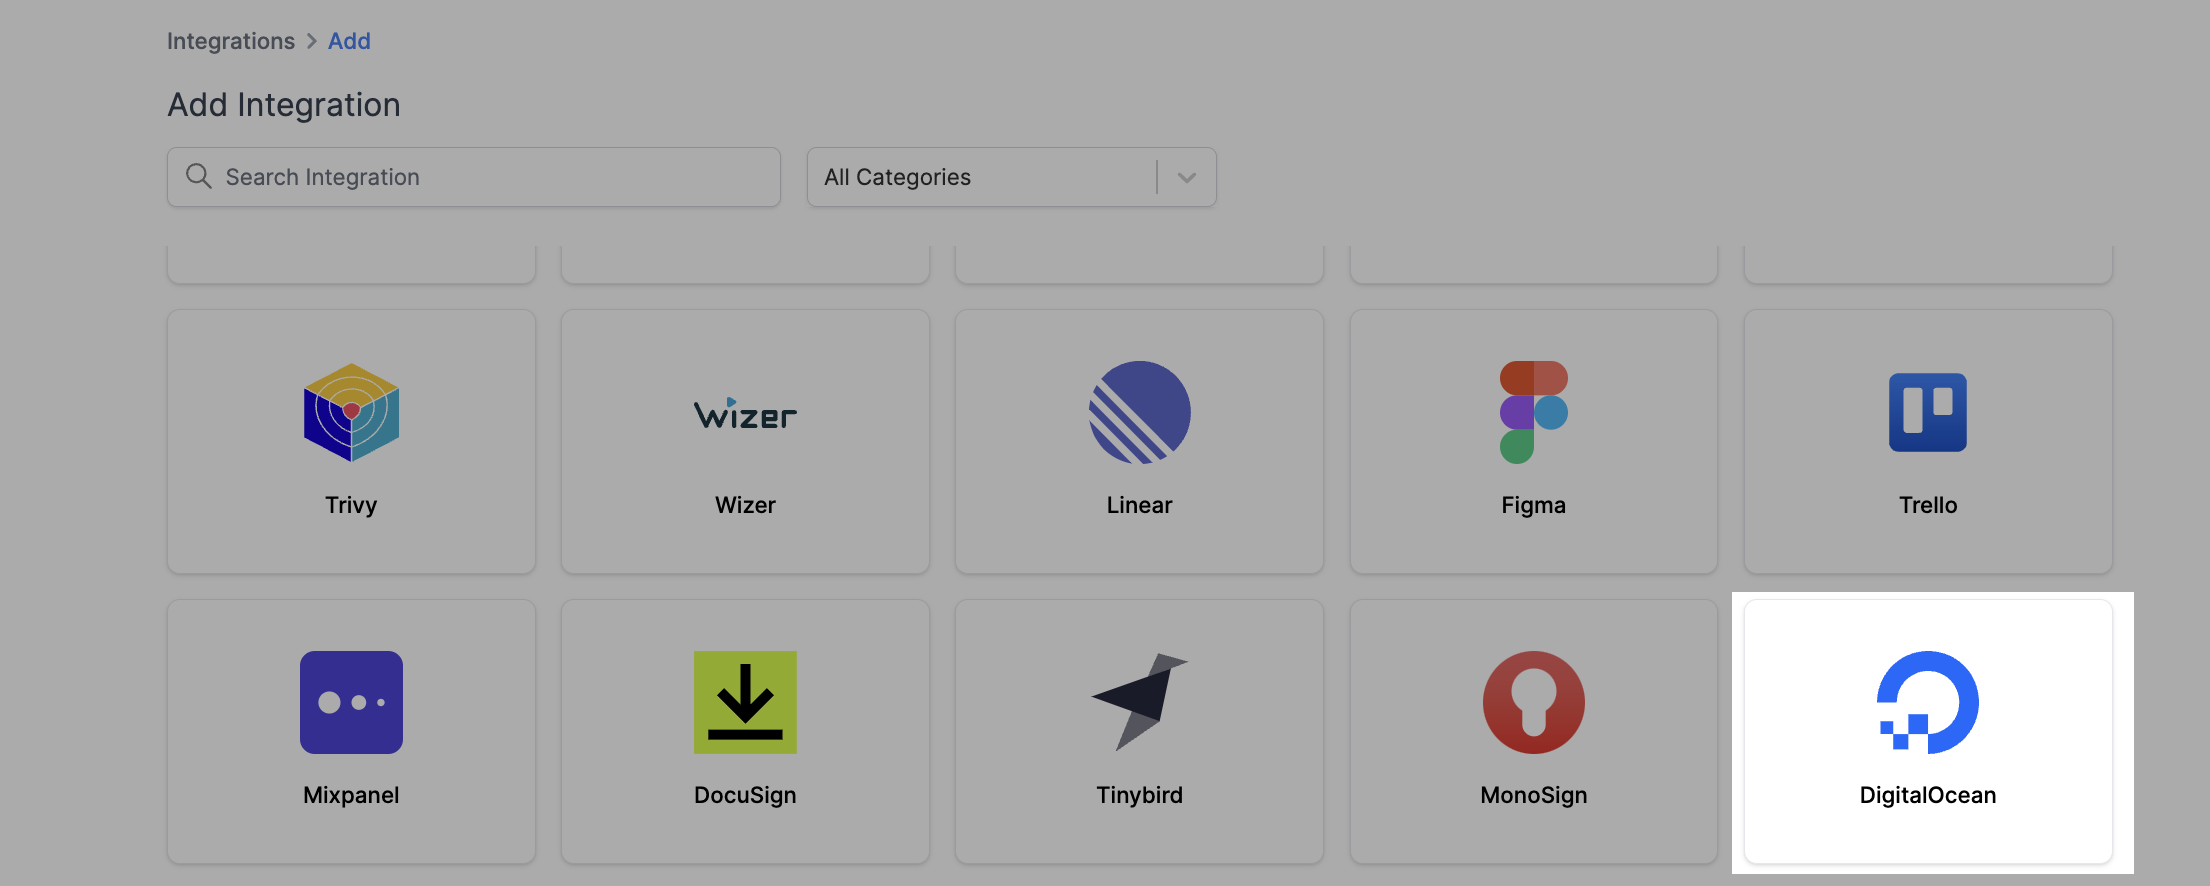 Integrations > Add
Add Integration
Search Integration
All Categories
wizer
Trivy
Wizer
Linear
Figma
Trello
Mixpanel
DocuSign
Tinybird
MonoSign
DigitalOcean